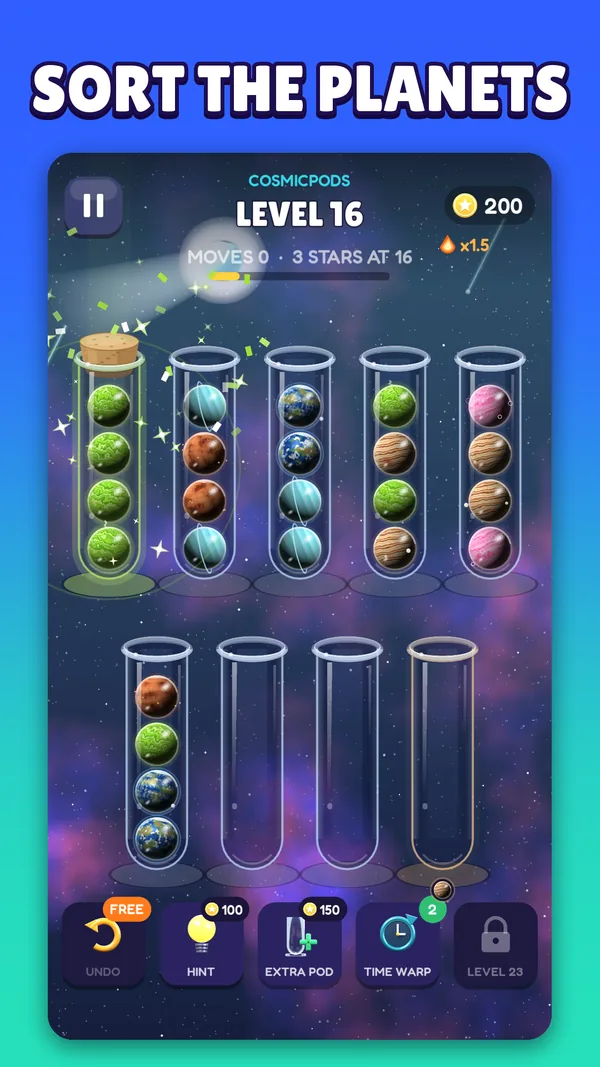 SORT THE PLANETS
COSMICPODS
LEVEL 16
200
MOVES 0 · 3 STARS AT 16
x1.5
FREE
100
150
2
UNDO
HINT
EXTRA POD
TIME WARP
LEVEL 23